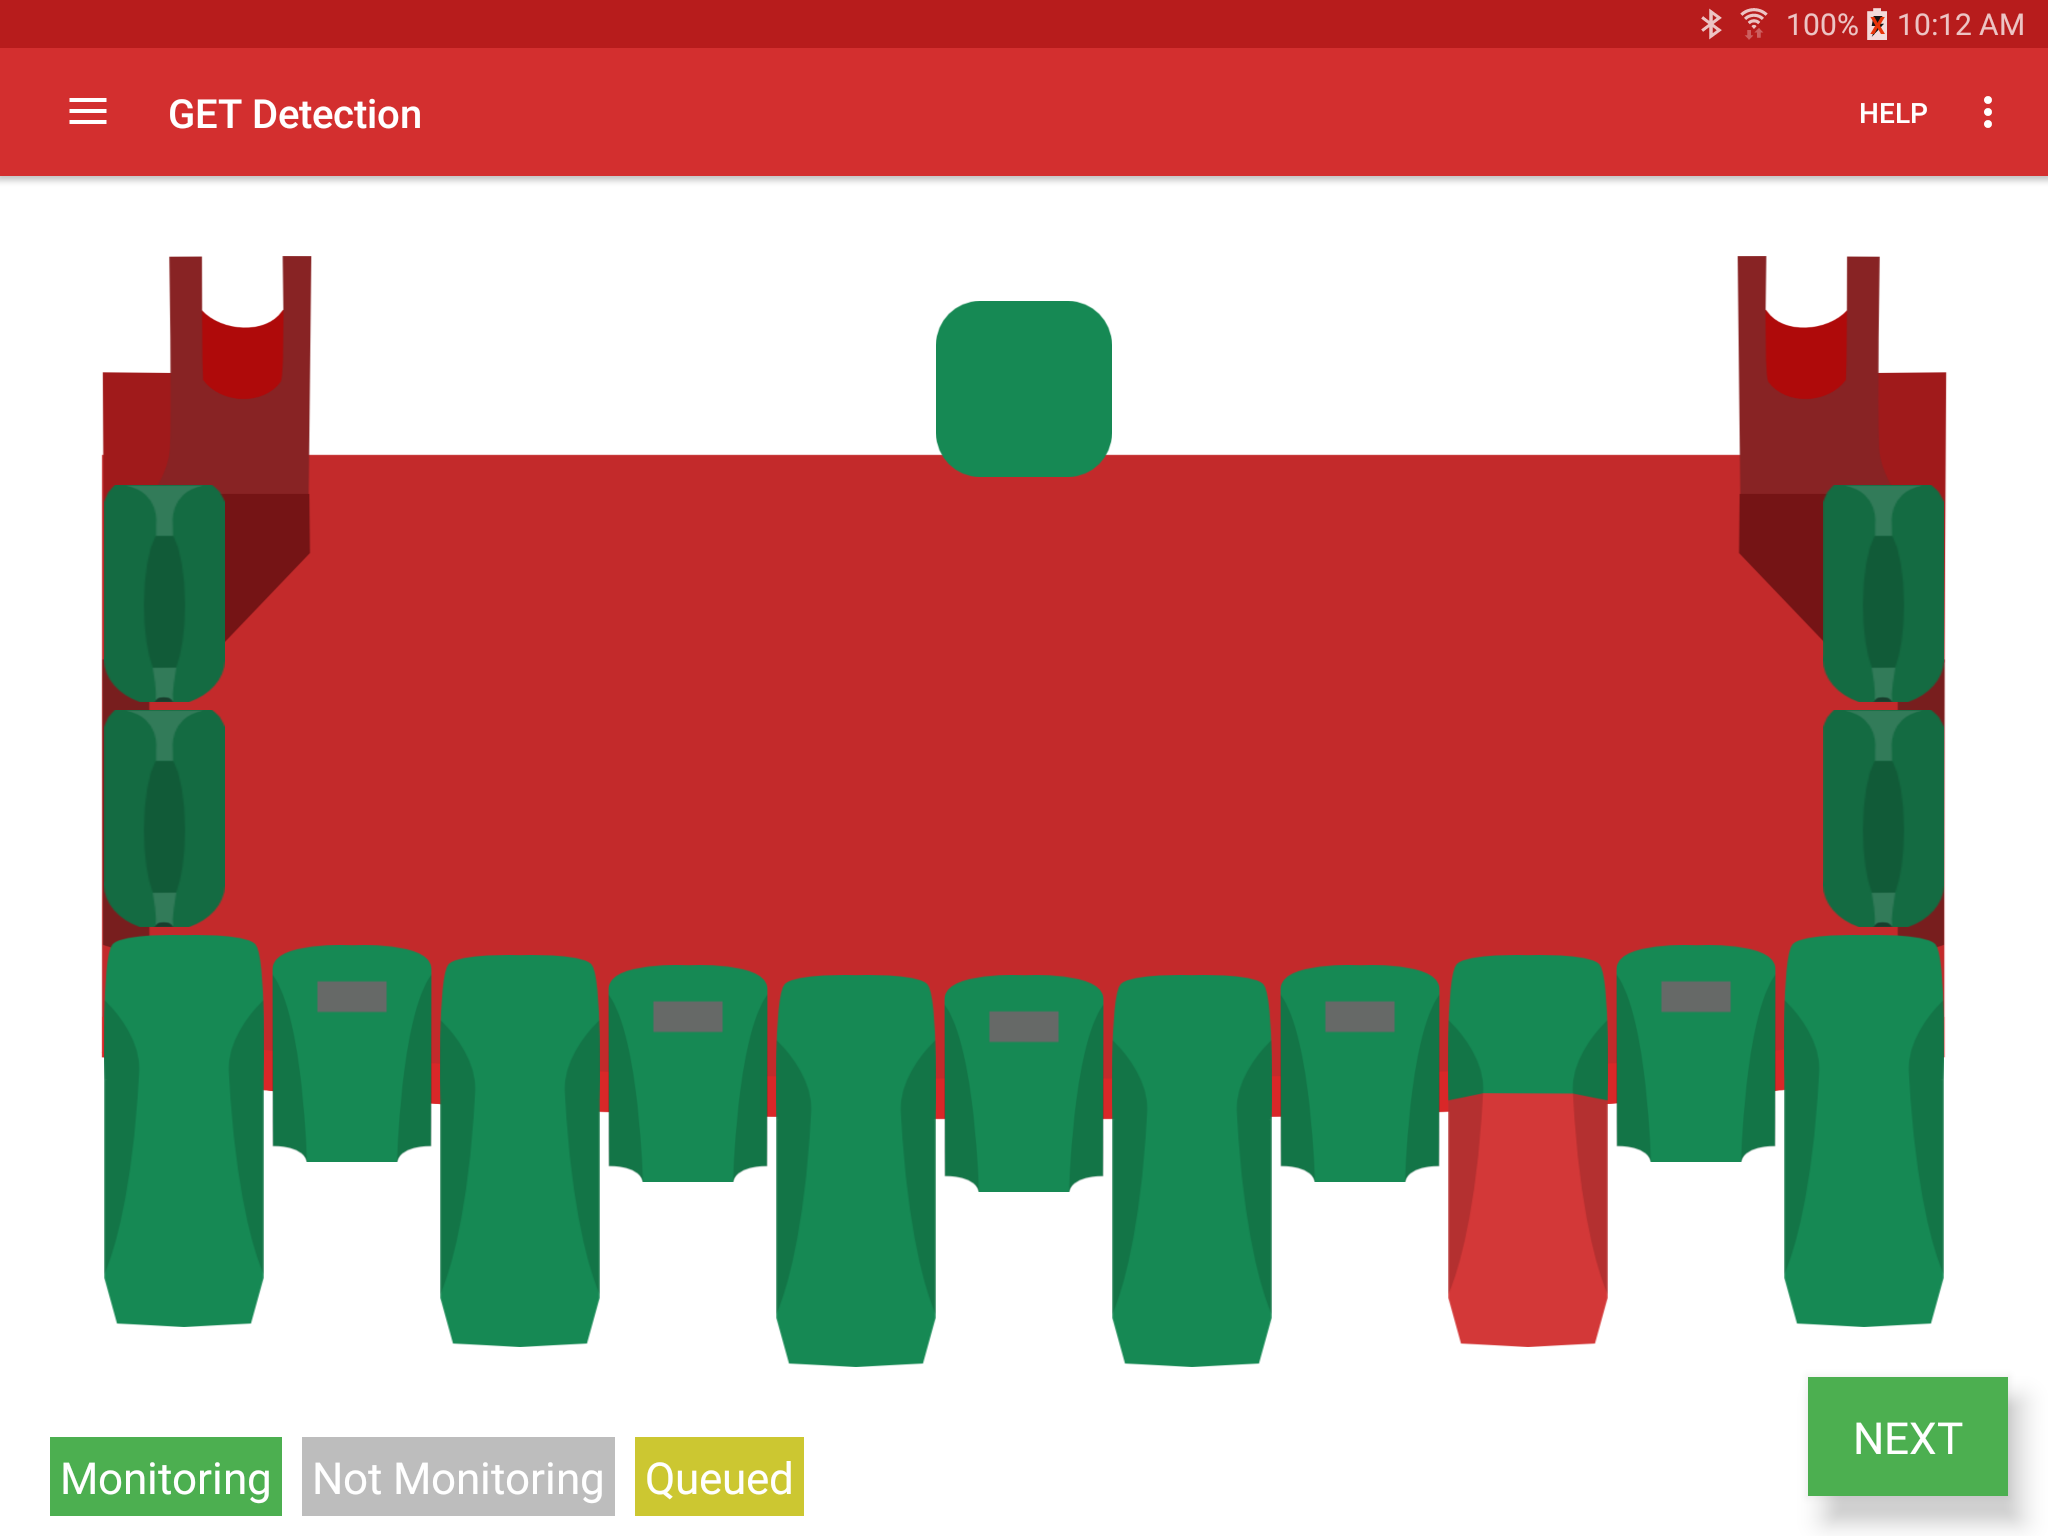 100% 10:12 AM
GET Detection
HELP
NEXT
Monitoring
Not Monitoring
Queued